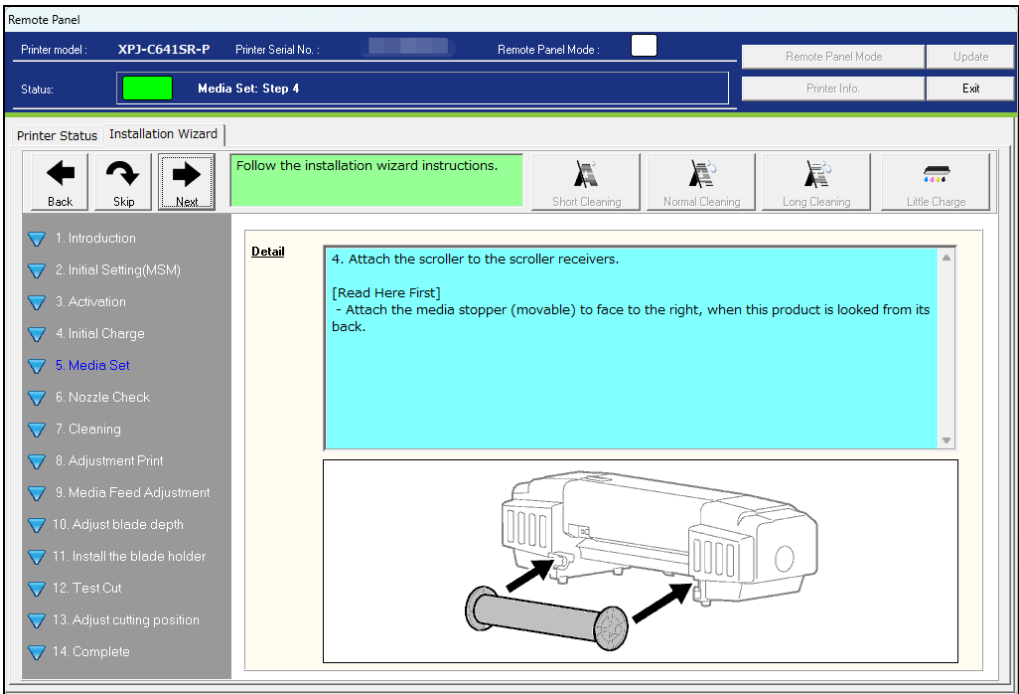 Remote Panel
Printer model : XPJ-C641SR-P Printer Serial No. : Remote Panel Mode :
Remote Panel Mode Update
Status: Media Set: Step 4
Printer Info. Exit
Printer Status Installation Wizard
Back Skip Next
Follow the installation wizard instructions.
Short Cleaning Normal Cleaning Long Cleaning Little Charge
1. Introduction
2. Initial Setting(MSM)
3. Activation
4. Initial Charge
5. Media Set
6. Nozzle Check
7. Cleaning
8. Adjustment Print
9. Media Feed Adjustment
10. Adjust blade depth
11. Install the blade holder
12. Test Cut
13. Adjust cutting position
14. Complete
Detail
4. Attach the scroller to the scroller receivers.
[Read Here First]
- Attach the media stopper (movable) to face to the right, when this product is looked from its
back.